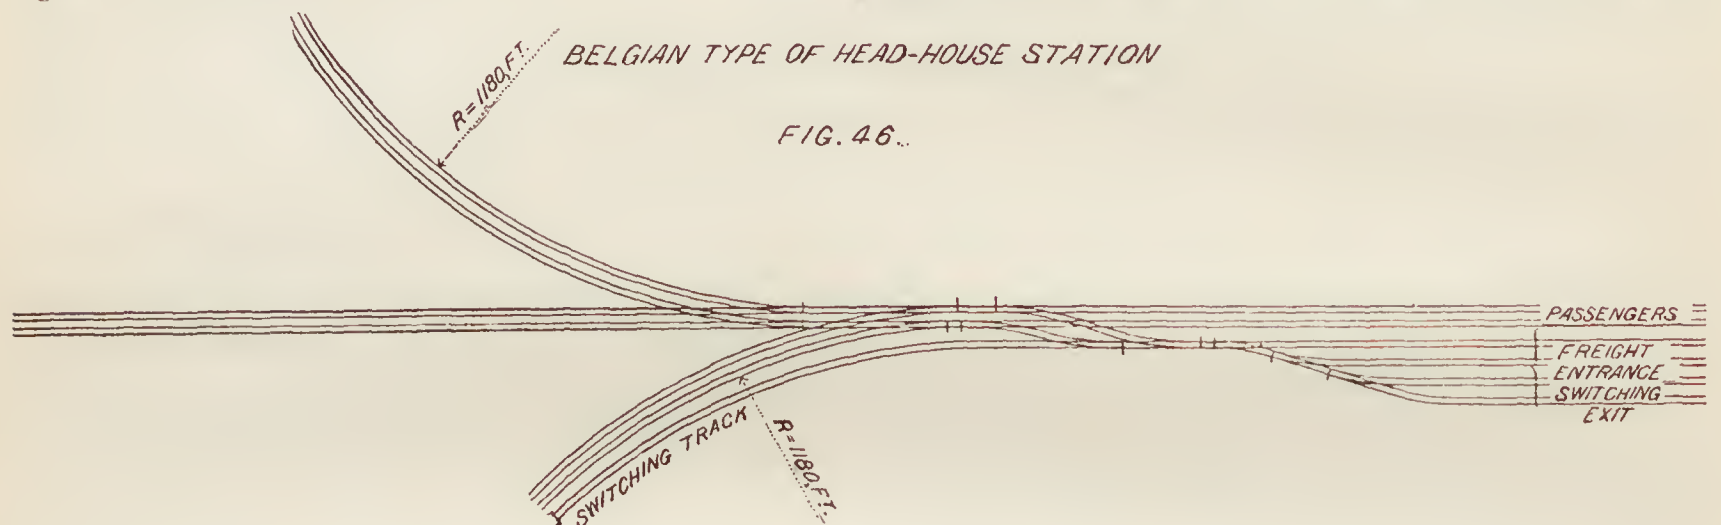 BELGIAN TYPE OF HEAD-HOUSE STATION
FIG. 46.
R=1180,FT.
PASSENGERS
FREIGHT
ENTRANCE
SWITCHING
EXIT
SWITCHING TRACK
R=1180,FT.